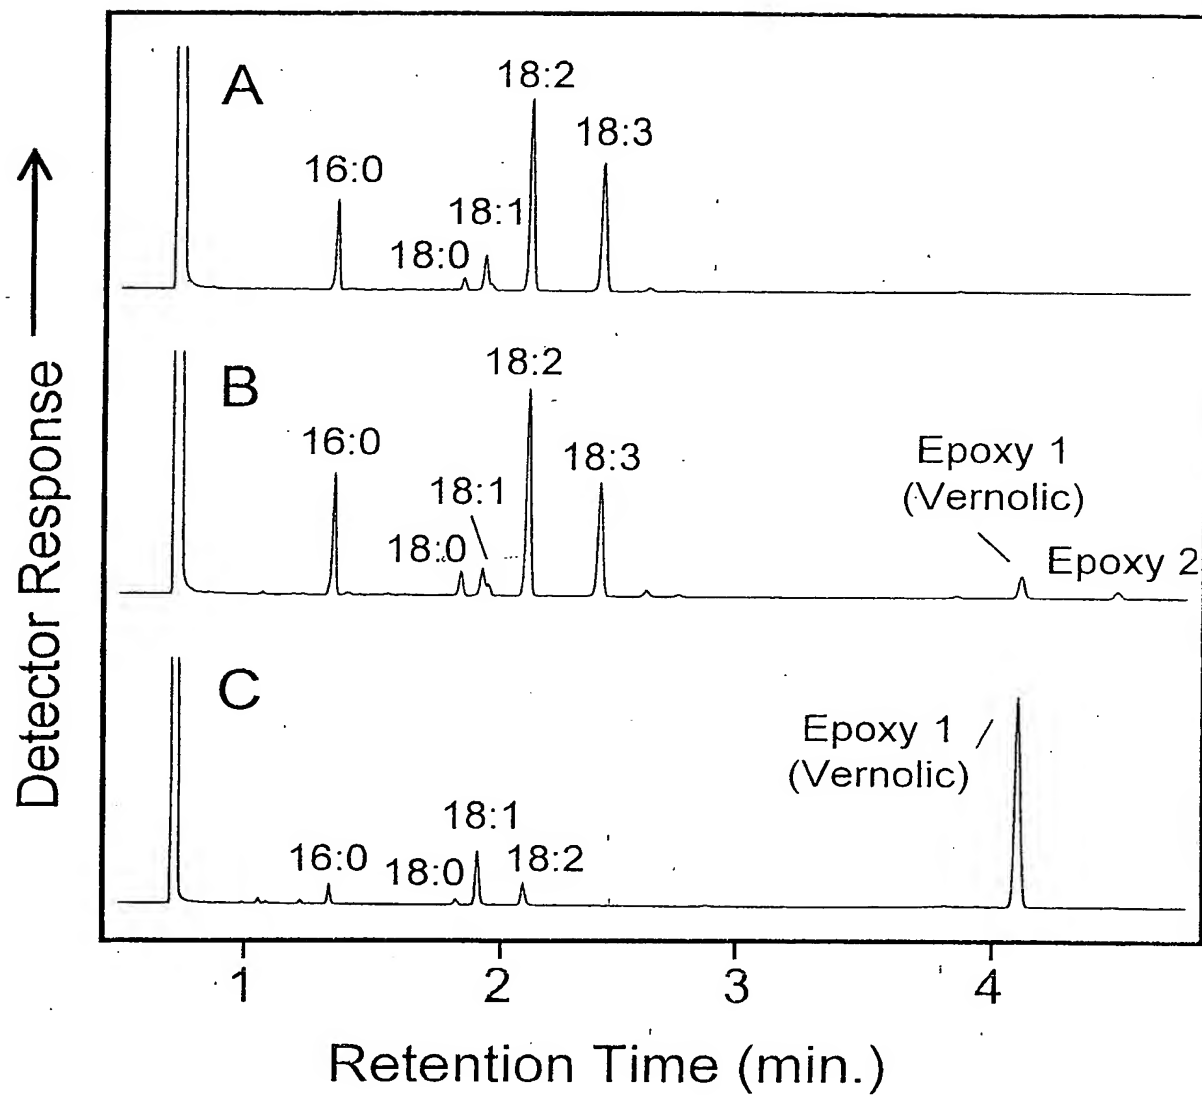 Detector Response
A
16:0
18:0
18:1
18:2
18:3
B
16:0
18:0
18:1
18:2
18:3
Epoxy 1
(Vernolic)
Epoxy 2
C
16:0
18:0
18:1
18:2
Epoxy 1
(Vernolic)
1
2
3
4
Retention Time (min.)